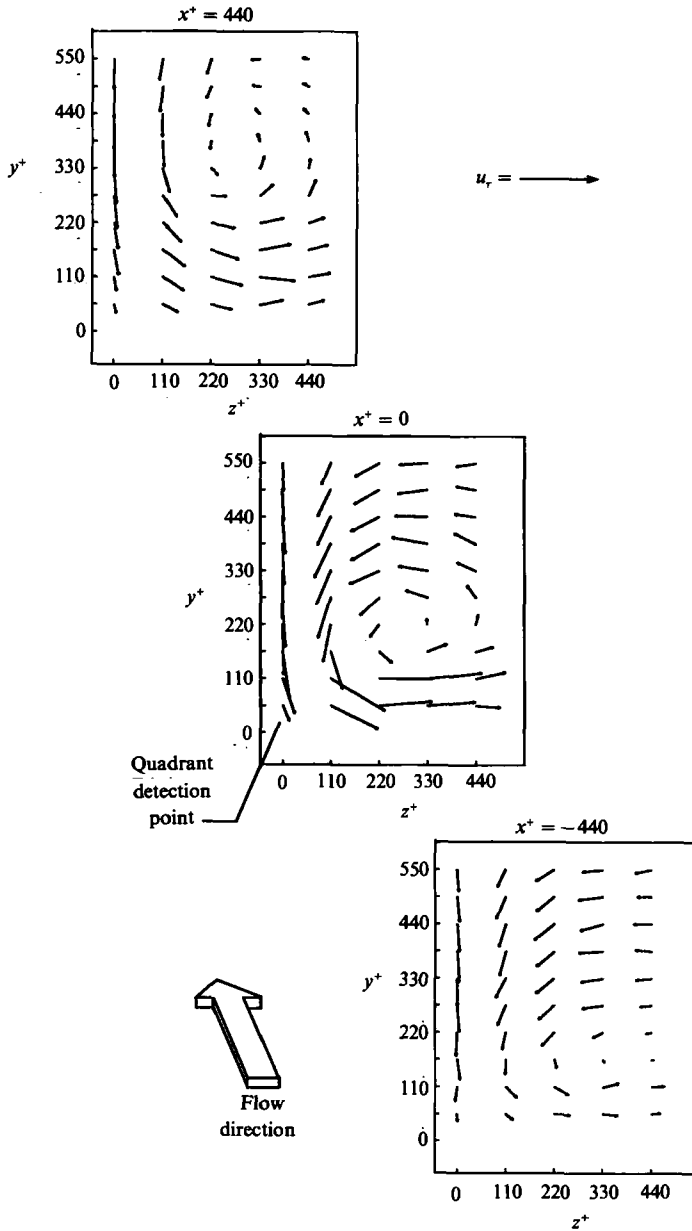 x⁺ = 440
550
440
330
y⁺
220
110
0
0 110 220 330 440
z⁺
u_τ =
x⁺ = 0
550
440
330
y⁺
220
110
0
Quadrant
detection
point
0 110 220 330 440
z⁺
x⁺ = −440
550
440
330
y⁺
220
110
0
0 110 220 330 440
z⁺
Flow
direction